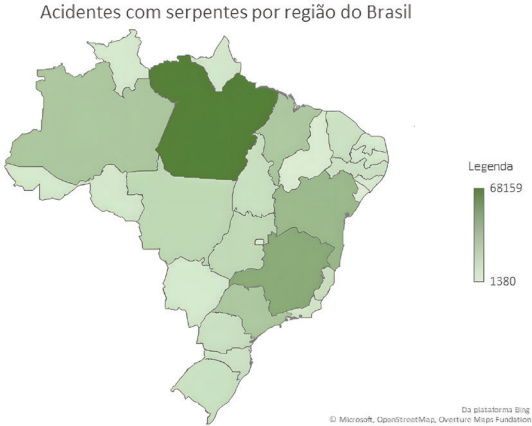 Acidentes com serpentes por região do Brasil
Legenda
68159
1380
Da plataforma Bing
© Microsoft, OpenStreetMap, Overture Maps Fundation